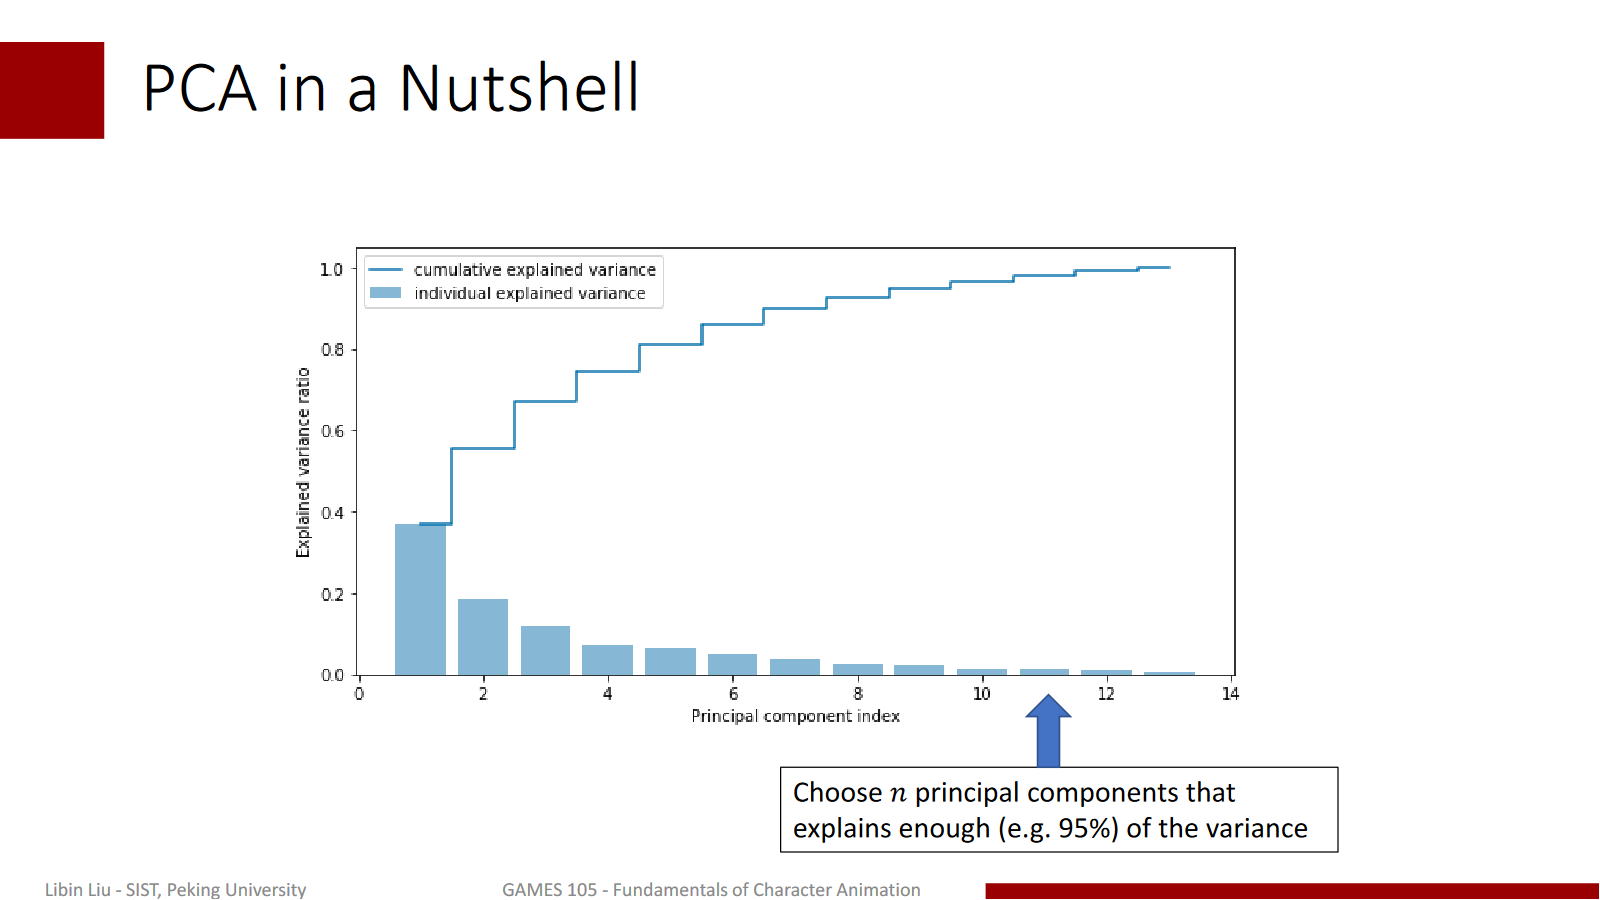 PCA in a Nutshell
cumulative explained variance
individual explained variance
1.0
0.8
0.6
0.4
0.2
0.0
Explained variance ratio
0 2 4 6 8 10 12 14
Principal component index
Choose n principal components that
explains enough (e.g. 95%) of the variance
Libin Liu - SIST, Peking University
GAMES 105 - Fundamentals of Character Animation